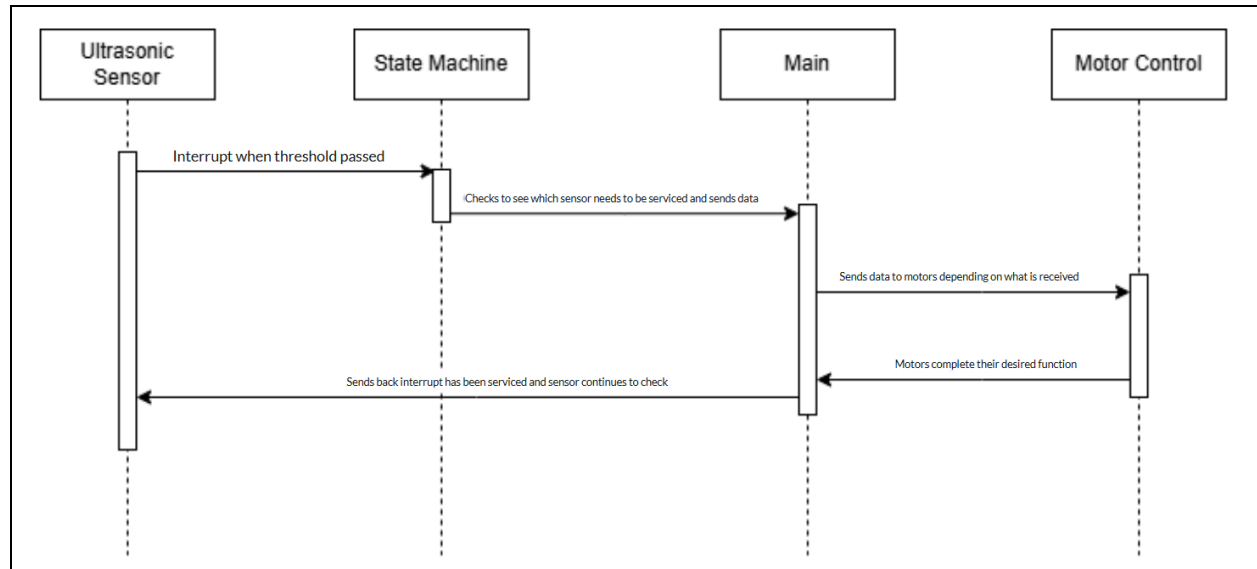 Ultrasonic
Sensor
State Machine
Main
Motor Control
Interrupt when threshold passed
Checks to see which sensor needs to be serviced and sends data
Sends data to motors depending on what is received
Motors complete their desired function
Sends back interrupt has been serviced and sensor continues to check